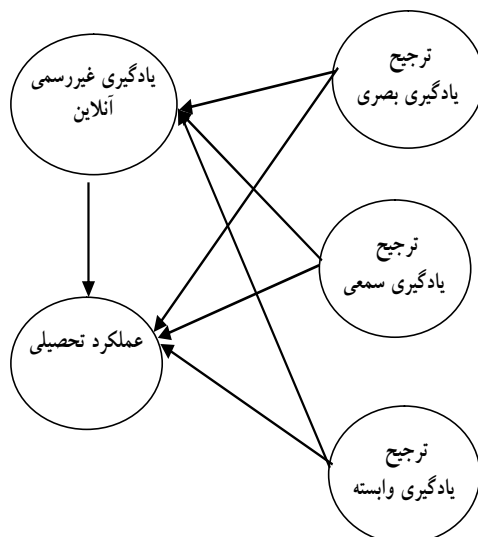 ترجیح
یادگیری بصری
یادگیری غیررسمی
آنلاین
ترجیح
یادگیری سمعی
عملکرد تحصیلی
ترجیح
یادگیری وابسته